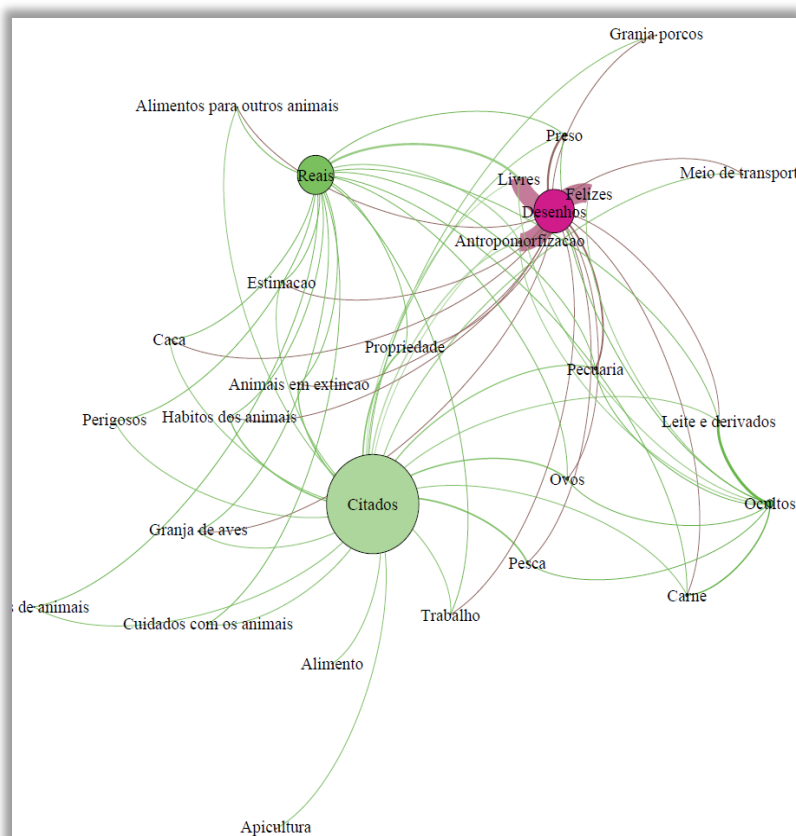 Granja porcos
Alimentos para outros animais
Preso
Reais
Livres
Meio de transport
Felizes
Desenhos
Antropomorfizacao
Estimacao
Caca
Propriedade
Pecuaria
Animais em extincao
Perigosos
Habitos dos animais
Leite e derivados
Ovos
Citados
Ocultos
Granja de aves
Pesca
Carne
s de animais
Trabalho
Cuidados com os animais
Alimento
Apicultura